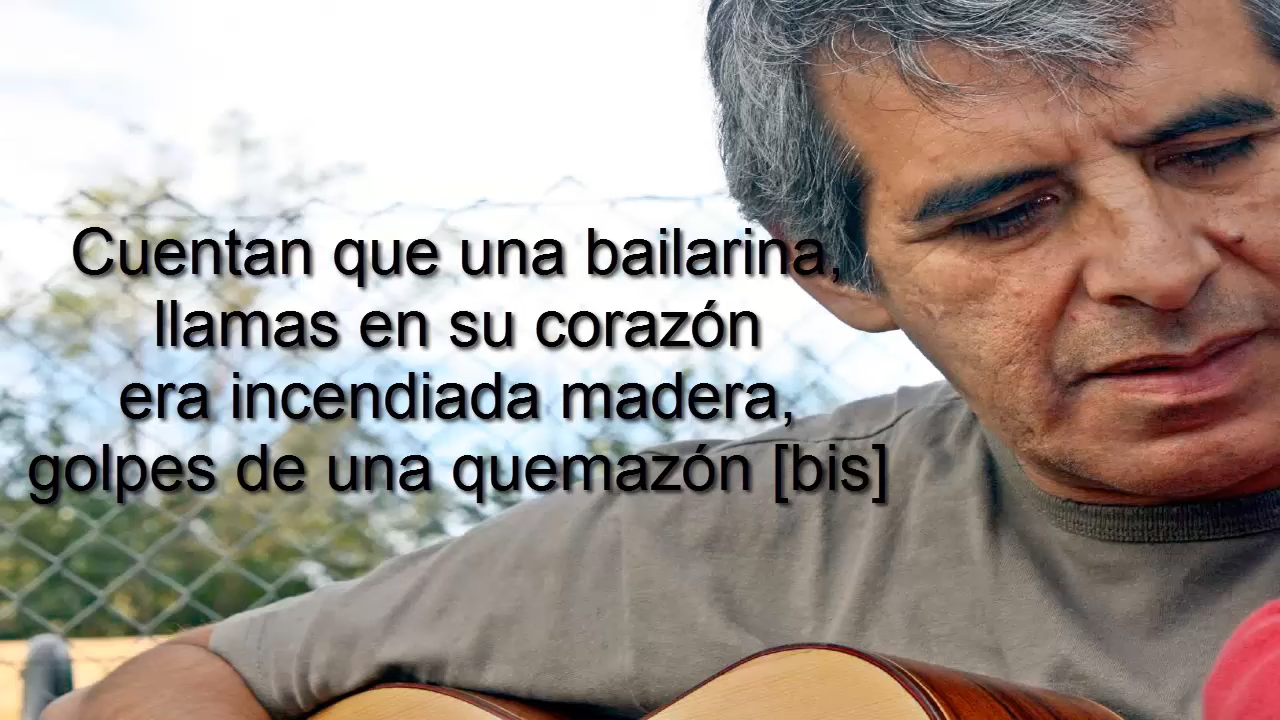 Cuentan que una bailarina,
llamas en su corazón
era incendiada madera,
golpes de una quemazón [bis]